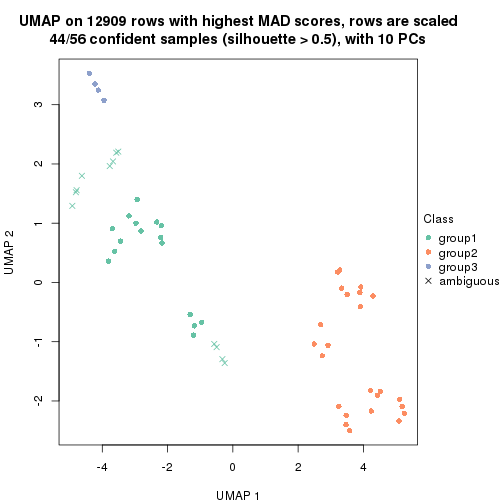 UMAP on 12909 rows with highest MAD scores, rows are scaled
44/56 confident samples (silhouette > 0.5), with 10 PCs
3
2
1
0
-1
-2
UMAP 2
-4
-2
0
2
4
UMAP 1
Class
group1
group2
group3
ambiguous